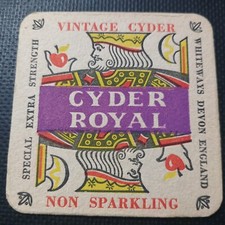 VINTAGE CYDER
SPECIAL EXTRA STRENGTH
WHITEWAYS DEVON ENGLAND
CYDER
ROYAL
NON SPARKLING